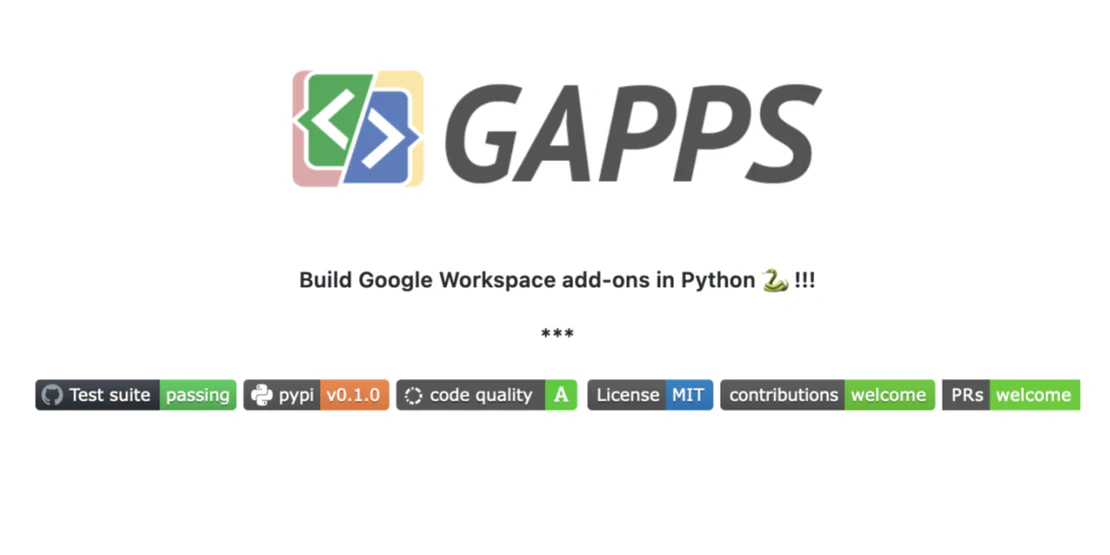 GAPPS
Build Google Workspace add-ons in Python 🐍 !!!
***
Test suite passing pypi v0.1.0 code quality A License MIT contributions welcome PRs welcome